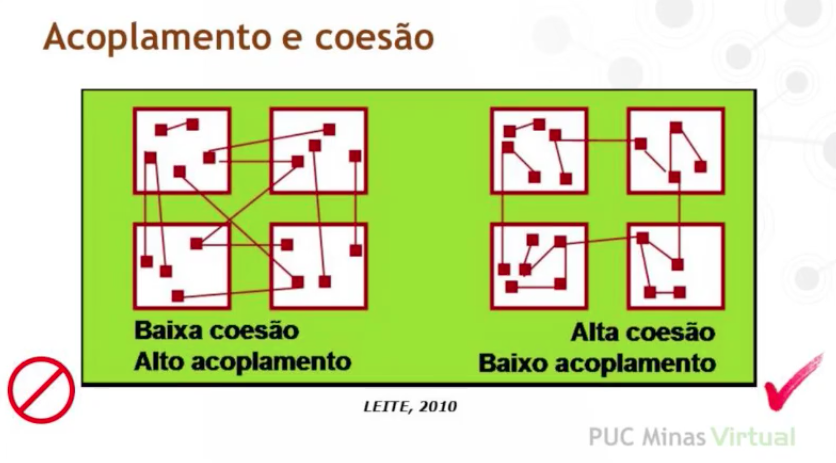 Acoplamento e coesão
Baixa coesão
Alto acoplamento
Alta coesão
Baixo acoplamento
LEITE, 2010
PUC Minas Virtual